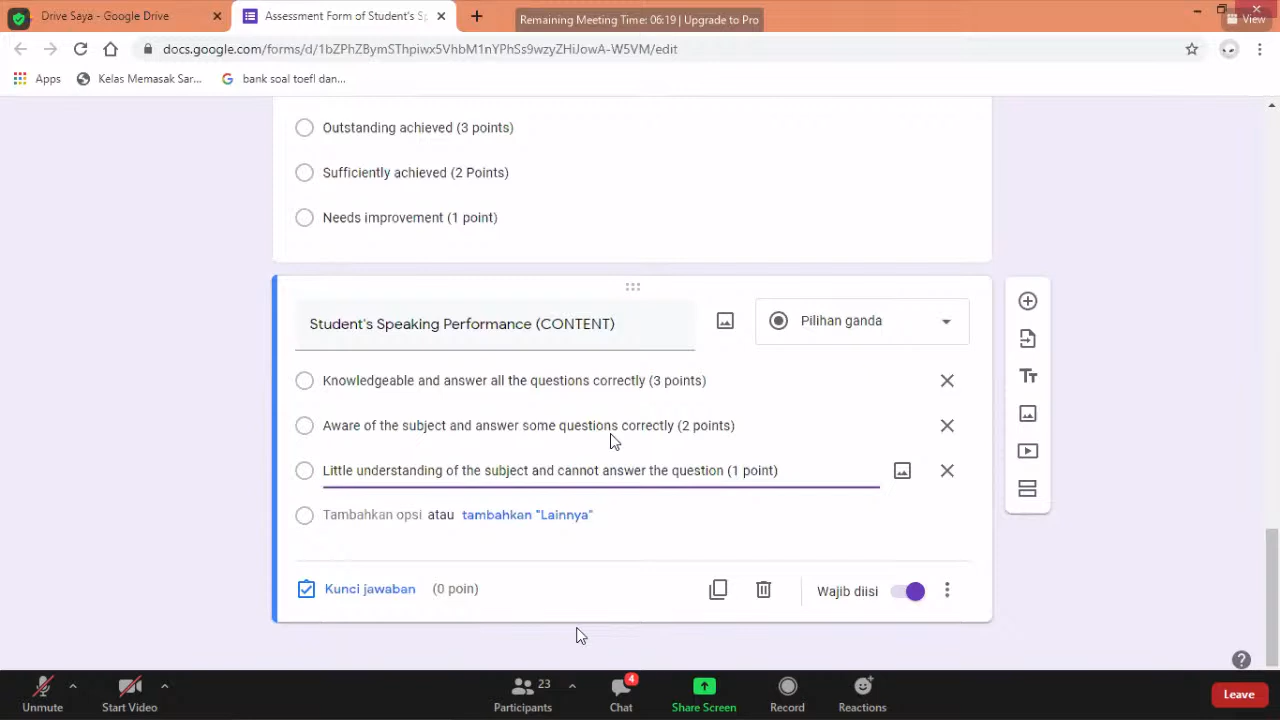 Drive Saya - Google Drive
Assessment Form of Student's Sp
Remaining Meeting Time: 06:19 | Upgrade to Pro
View
docs.google.com/forms/d/1bZPhZBymSThpiwx5VhbM1nYPhSs9wzyZHiJowA-W5VM/edit
Apps
Kelas Memasak Sar...
bank soal toefl dan...
Outstanding achieved (3 points)
Sufficiently achieved (2 Points)
Needs improvement (1 point)
Student's Speaking Performance (CONTENT)
Pilihan ganda
Knowledgeable and answer all the questions correctly (3 points)
Aware of the subject and answer some questions correctly (2 points)
Little understanding of the subject and cannot answer the question (1 point)
Tambahkan opsi atau tambahkan "Lainnya"
Kunci jawaban (0 poin)
Wajib diisi
23
4
Unmute
Start Video
Participants
Chat
Share Screen
Record
Reactions
Leave